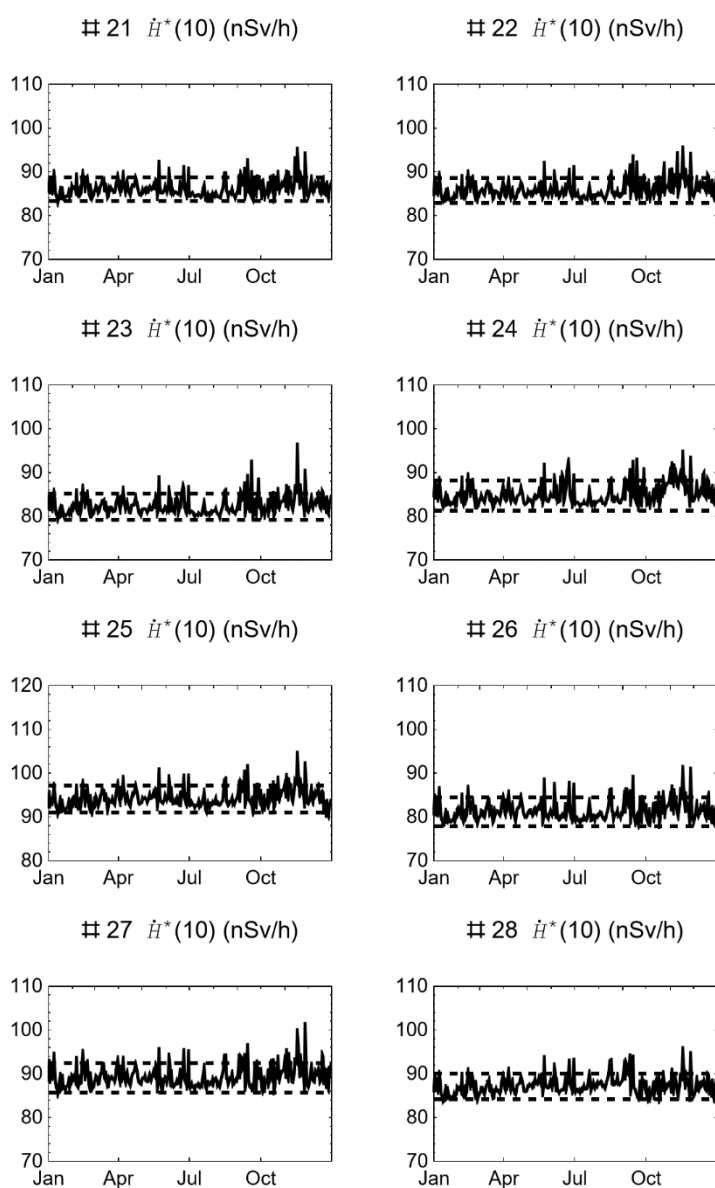 # 21 Ḣ*(10) (nSv/h)
# 22 Ḣ*(10) (nSv/h)
110
100
90
80
70
Jan Apr Jul Oct
110
100
90
80
70
Jan Apr Jul Oct
# 23 Ḣ*(10) (nSv/h)
# 24 Ḣ*(10) (nSv/h)
110
100
90
80
70
Jan Apr Jul Oct
110
100
90
80
70
Jan Apr Jul Oct
# 25 Ḣ*(10) (nSv/h)
# 26 Ḣ*(10) (nSv/h)
120
110
100
90
80
Jan Apr Jul Oct
110
100
90
80
70
Jan Apr Jul Oct
# 27 Ḣ*(10) (nSv/h)
# 28 Ḣ*(10) (nSv/h)
110
100
90
80
70
Jan Apr Jul Oct
110
100
90
80
70
Jan Apr Jul Oct